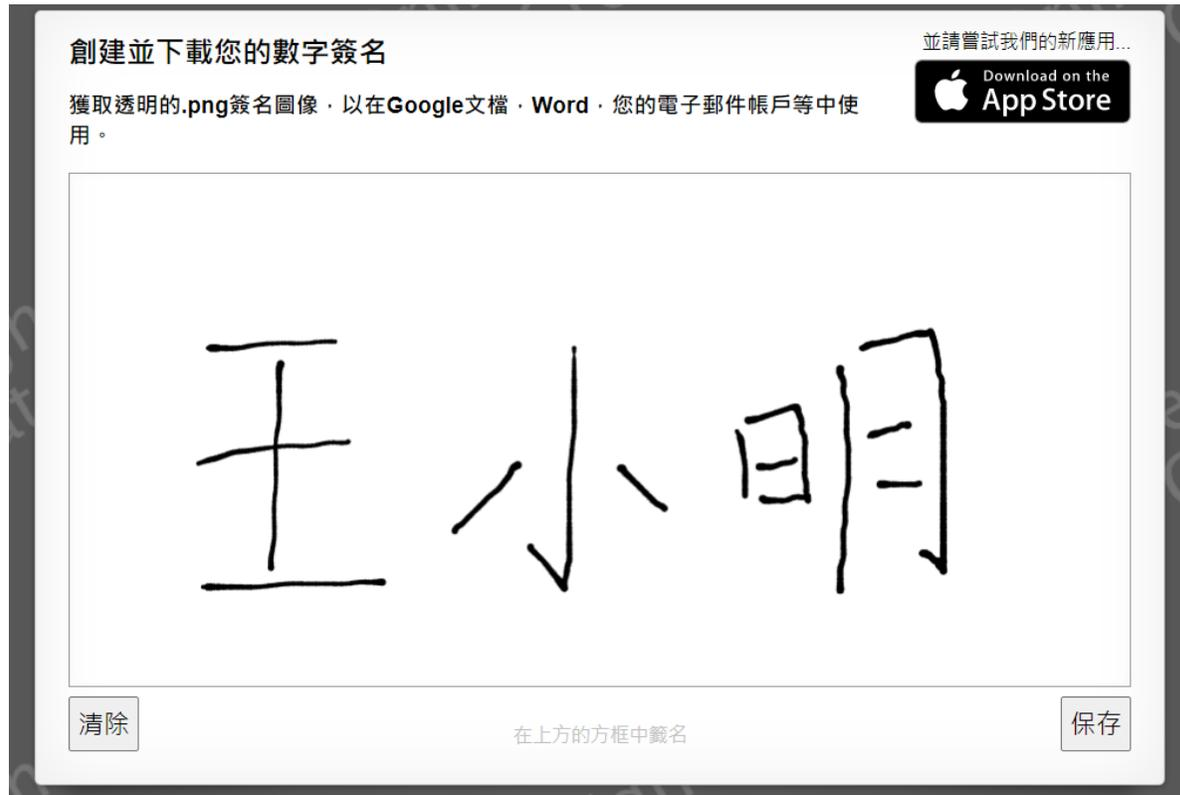 創建並下載您的數字簽名
並請嘗試我們的新應用...
Download on the
App Store
獲取透明的.png簽名圖像，以在Google文檔，Word，您的電子郵件帳戶等中使
用。
王小明
清除
在上方的方框中籤名
保存